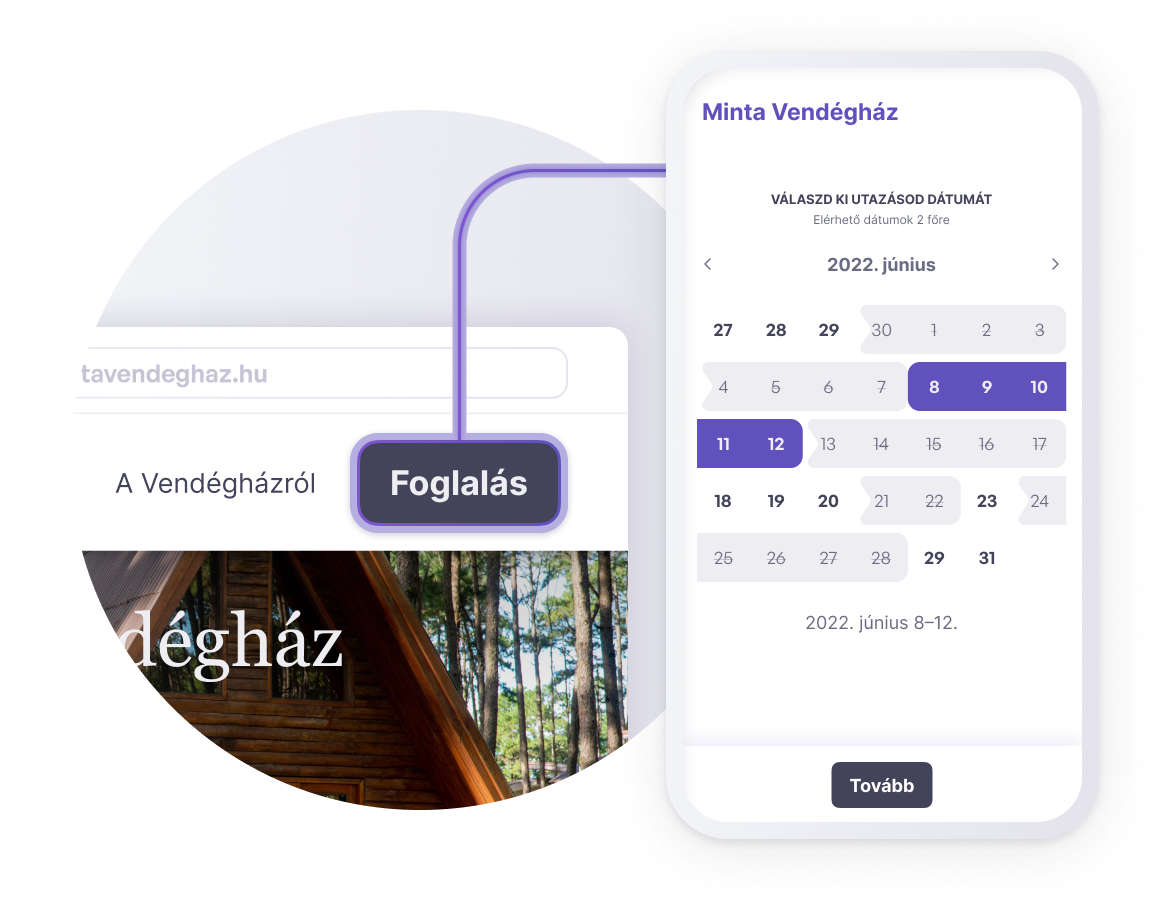 tavendeghaz.hu
A Vendégházról
Foglalás
dégház
Minta Vendégház
VÁLASZD KI UTAZÁSOD DÁTUMÁT
Elérhető dátumok 2 főre
2022. június
27 28 29 30 1 2 3
4 5 6 7 8 9 10
11 12 13 14 15 16 17
18 19 20 21 22 23 24
25 26 27 28 29 31
2022. június 8–12.
Tovább